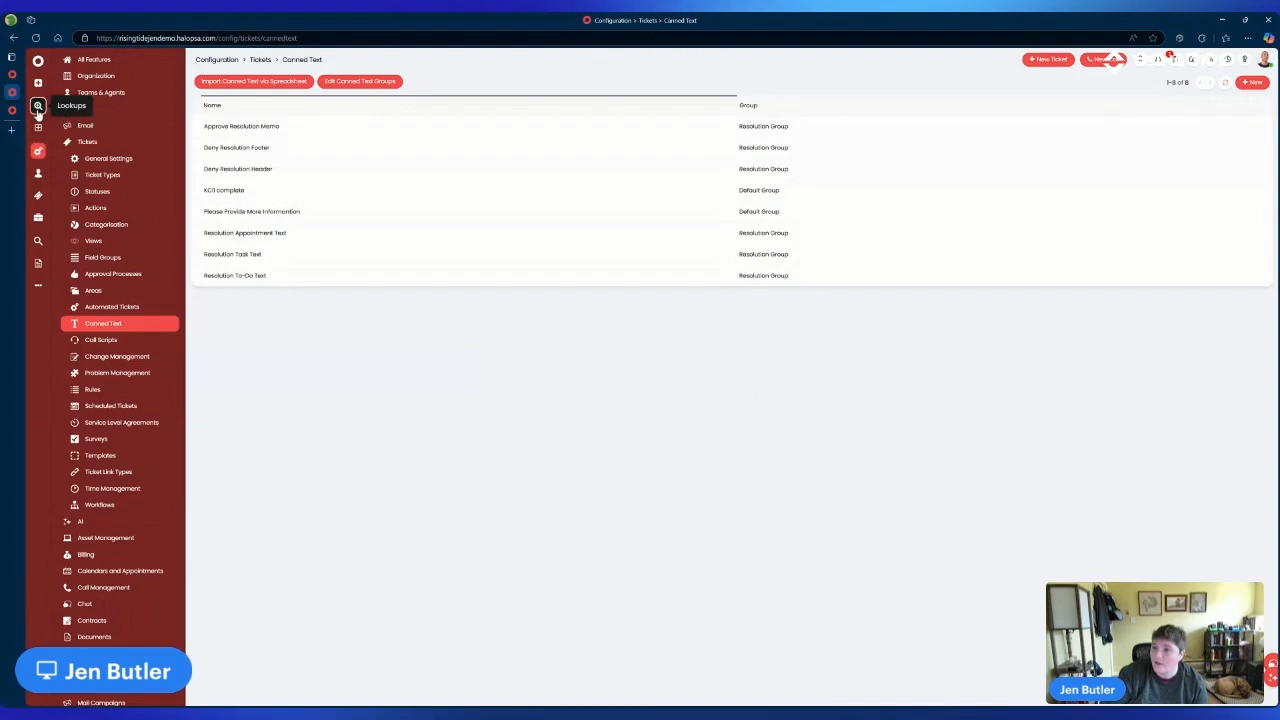 Configuration > Tickets > Canned Text
https://risingtidejendemo.halopsa.com/config/tickets/cannedtext
Configuration > Tickets > Canned Text
+ New Ticket
Import Canned Text via Spreadsheet
Edit Canned Text Groups
1-8 of 8
+ New
Name
Group
Approve Resolution Memo
Resolution Group
Deny Resolution Footer
Resolution Group
Deny Resolution Header
Resolution Group
KC11 complete
Default Group
Please Provide More Informantion
Default Group
Resolution Appointment Text
Resolution Group
Resolution Task Text
Resolution Group
Resolution To-Do Text
Resolution Group
All Features
Organization
Teams & Agents
Lookups
Email
Tickets
General Settings
Ticket Types
Statuses
Actions
Categorisation
Views
Field Groups
Approval Processes
Areas
Automated Tickets
Canned Text
Call Scripts
Change Management
Problem Management
Rules
Scheduled Tickets
Service Level Agreements
Surveys
Templates
Ticket Link Types
Time Management
Workflows
AI
Asset Management
Billing
Calendars and Appointments
Call Management
Chat
Contracts
Documents
Mail Campaigns
Jen Butler
Jen Butler